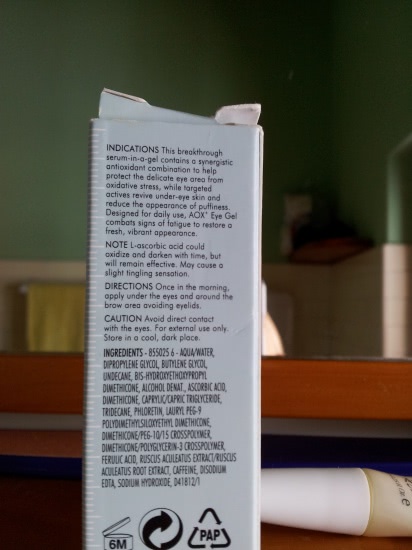 INDICATIONS This breakthrough
serum-in-a-gel contains a synergistic
antioxidant combination to help
protect the delicate eye area from
oxidative stress, while targeted
actives revive under-eye skin and
reduce the appearance of puffiness.
Designed for daily use, AOX+ Eye Gel
combats signs of fatigue to restore a
fresh, vibrant appearance.
NOTE L-ascorbic acid could
oxidize and darken with time, but
will remain effective. May cause a
slight tingling sensation.
DIRECTIONS Once in the morning,
apply under the eyes and around the
brow area avoiding eyelids.
CAUTION Avoid direct contact
with the eyes. For external use only.
Store in a cool, dark place.
INGREDIENTS - 855025 6 - AQUA/WATER,
DIPROPYLENE GLYCOL, BUTYLENE GLYCOL,
UNDECANE, BIS-HYDROXYETHOXYPROPYL
DIMETHICONE, ALCOHOL DENAT., ASCORBIC ACID,
DIMETHICONE, CAPRYLIC/CAPRIC TRIGLYCERIDE,
TRIDECANE, PHLORETIN, LAURYL PEG-9
POLYDIMETHYLSILOXYETHYL DIMETHICONE,
DIMETHICONE/PEG-10/15 CROSSPOLYMER,
DIMETHICONE/POLYGLYCERIN-3 CROSSPOLYMER,
FERULIC ACID, RUSCUS ACULEATUS EXTRACT/RUSCUS
ACULEATUS ROOT EXTRACT, CAFFEINE, DISODIUM
EDTA, SODIUM HYDROXIDE, D41812/1
6M
PAP